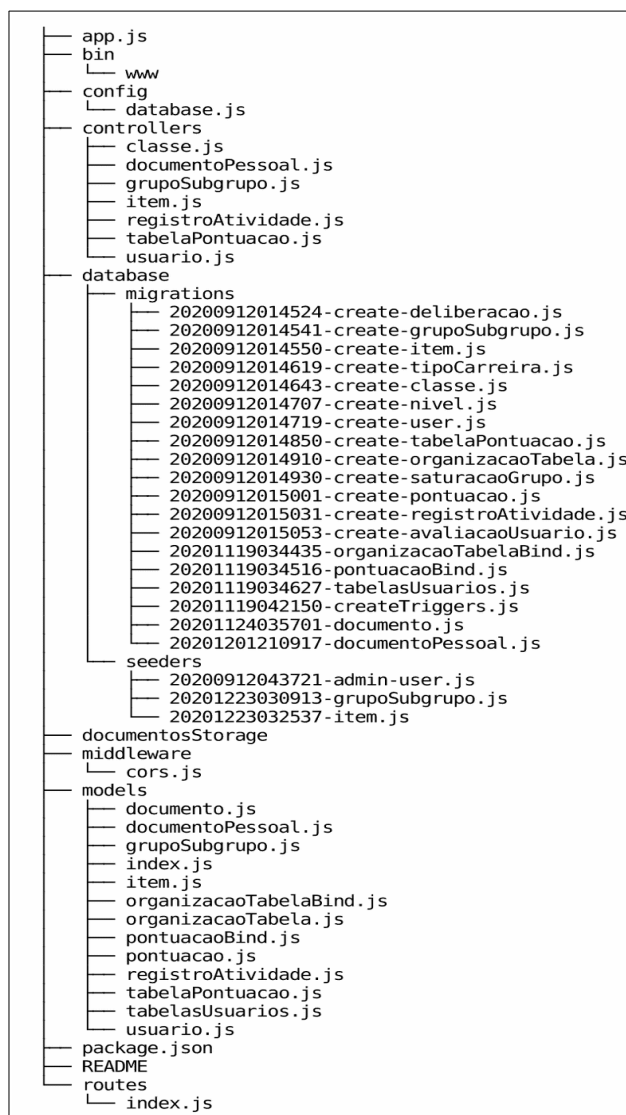 ├── app.js
├── bin
│   └── www
├── config
│   └── database.js
├── controllers
│   ├── classe.js
│   ├── documentoPessoal.js
│   ├── grupoSubgrupo.js
│   ├── item.js
│   ├── registroAtividade.js
│   ├── tabelaPontuacao.js
│   └── usuario.js
├── database
│   ├── migrations
│   │   ├── 20200912014524-create-deliberacao.js
│   │   ├── 20200912014541-create-grupoSubgrupo.js
│   │   ├── 20200912014550-create-item.js
│   │   ├── 20200912014619-create-tipoCarreira.js
│   │   ├── 20200912014643-create-classe.js
│   │   ├── 20200912014707-create-nivel.js
│   │   ├── 20200912014719-create-user.js
│   │   ├── 20200912014850-create-tabelaPontuacao.js
│   │   ├── 20200912014910-create-organizacaoTabela.js
│   │   ├── 20200912014930-create-saturacaoGrupo.js
│   │   ├── 20200912015001-create-pontuacao.js
│   │   ├── 20200912015031-create-registroAtividade.js
│   │   ├── 20200912015053-create-avaliacaoUsuario.js
│   │   ├── 20201119034435-organizacaoTabelaBind.js
│   │   ├── 20201119034516-pontuacaoBind.js
│   │   ├── 20201119034627-tabelasUsuarios.js
│   │   ├── 20201119042150-createTriggers.js
│   │   ├── 20201124035701-documento.js
│   │   └── 20201201210917-documentoPessoal.js
│   └── seeders
│       ├── 20200912043721-admin-user.js
│       ├── 20201223030913-grupoSubgrupo.js
│       └── 20201223032537-item.js
├── documentosStorage
├── middleware
│   └── cors.js
├── models
│   ├── documento.js
│   ├── documentoPessoal.js
│   ├── grupoSubgrupo.js
│   ├── index.js
│   ├── item.js
│   ├── organizacaoTabelaBind.js
│   ├── organizacaoTabela.js
│   ├── pontuacaoBind.js
│   ├── pontuacao.js
│   ├── registroAtividade.js
│   ├── tabelaPontuacao.js
│   ├── tabelasUsuarios.js
│   └── usuario.js
├── package.json
├── README
└── routes
    └── index.js